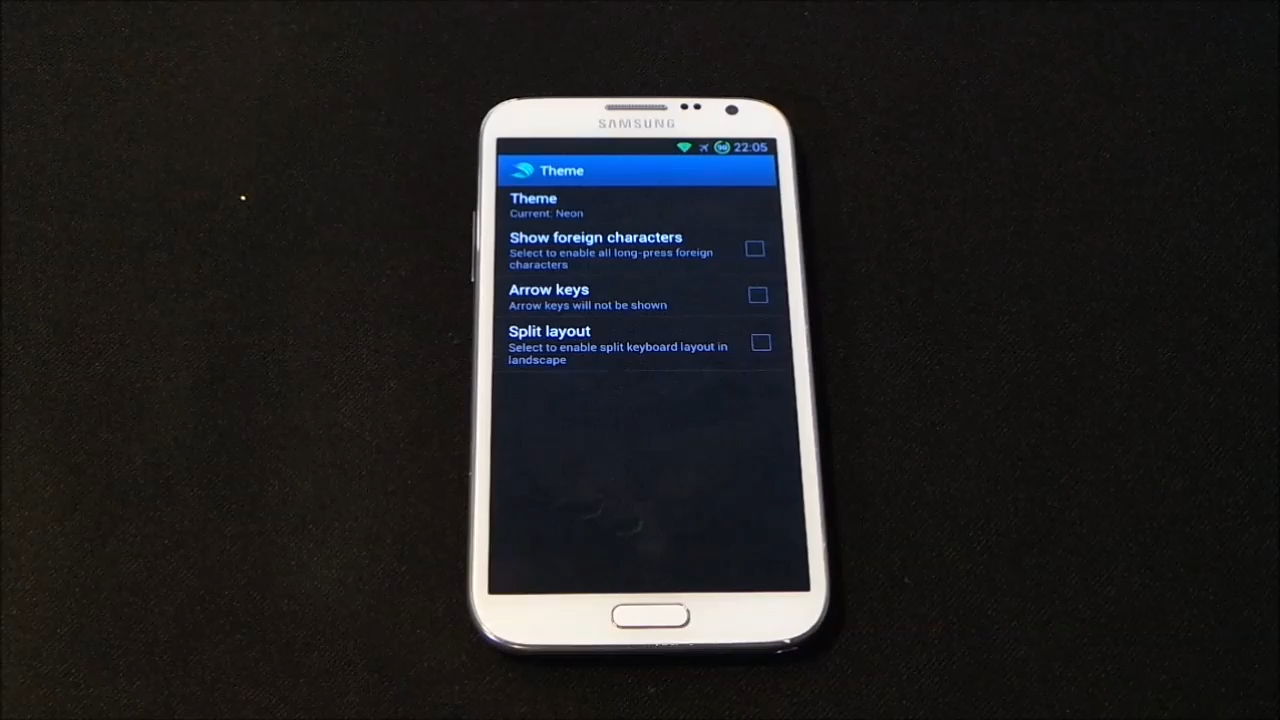 SAMSUNG
90 22:05
Theme
Theme
Current: Neon
Show foreign characters
Select to enable all long-press foreign
characters
Arrow keys
Arrow keys will not be shown
Split layout
Select to enable split keyboard layout in
landscape